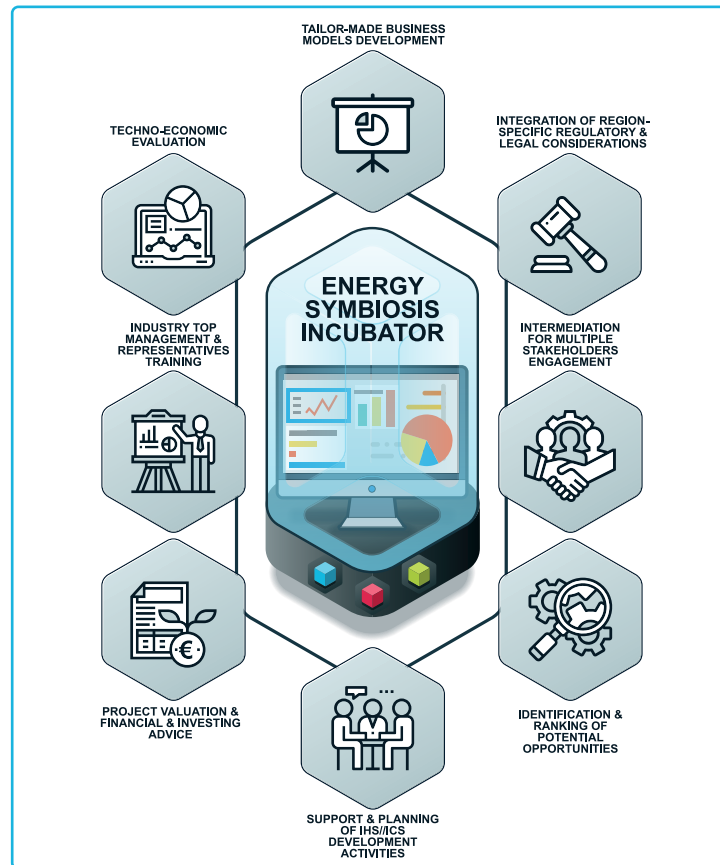 TAILOR-MADE BUSINESS
MODELS DEVELOPMENT
TECHNO-ECONOMIC
EVALUATION
INTEGRATION OF REGION-
SPECIFIC REGULATORY &
LEGAL CONSIDERATIONS
ENERGY
SYMBIOSIS
INCUBATOR
INDUSTRY TOP
MANAGEMENT &
REPRESENTATIVES
TRAINING
INTERMEDIATION
FOR MULTIPLE
STAKEHOLDERS
ENGAGEMENT
PROJECT VALUATION &
FINANCIAL & INVESTING
ADVICE
IDENTIFICATION &
RANKING OF
POTENTIAL
OPPORTUNITIES
SUPPORT & PLANNING
OF IHS//ICS
DEVELOPMENT
ACTIVITIES